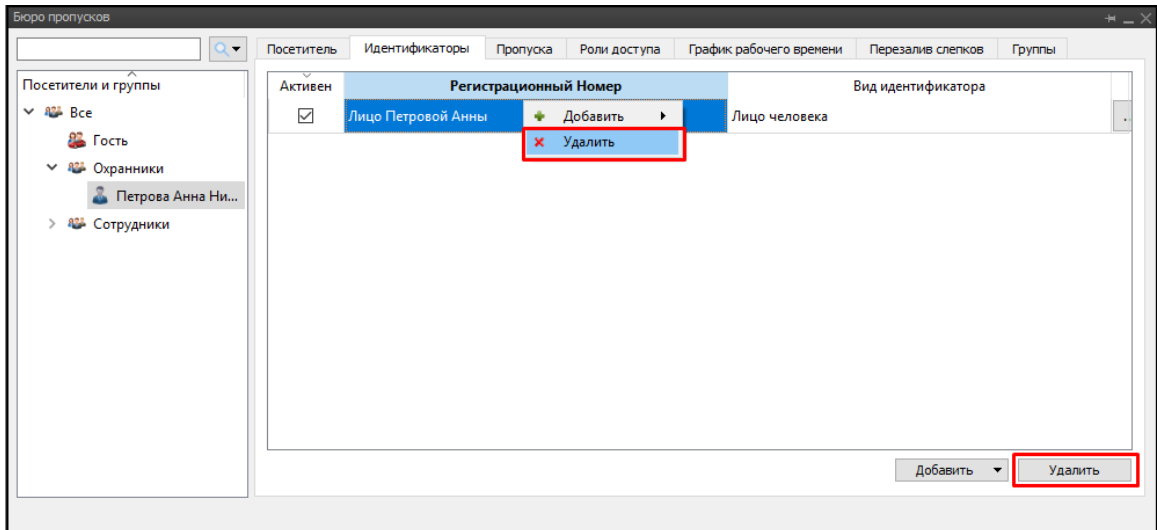 Бюро пропусков
Посетитель Идентификаторы Пропуска Роли доступа График рабочего времени Перезалив слепков Группы
Посетители и группы
Все
Гость
Охранники
Петрова Анна Ни...
Сотрудники
Активен Регистрационный Номер Вид идентификатора
Лицо Петровой Анны Лицо человека ..
Добавить
Удалить
Добавить Удалить